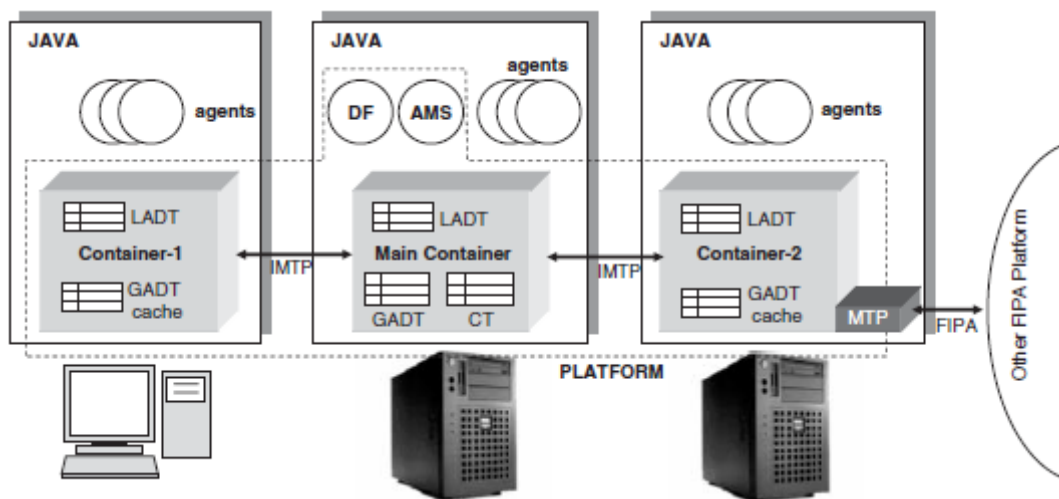 JAVA
agents
LADT
Container-1
GADT
cache
IMTP
JAVA
agents
DF
AMS
LADT
Main Container
GADT
CT
IMTP
JAVA
agents
LADT
Container-2
GADT
cache
MTP
FIPA
Other FIPA Platform
PLATFORM